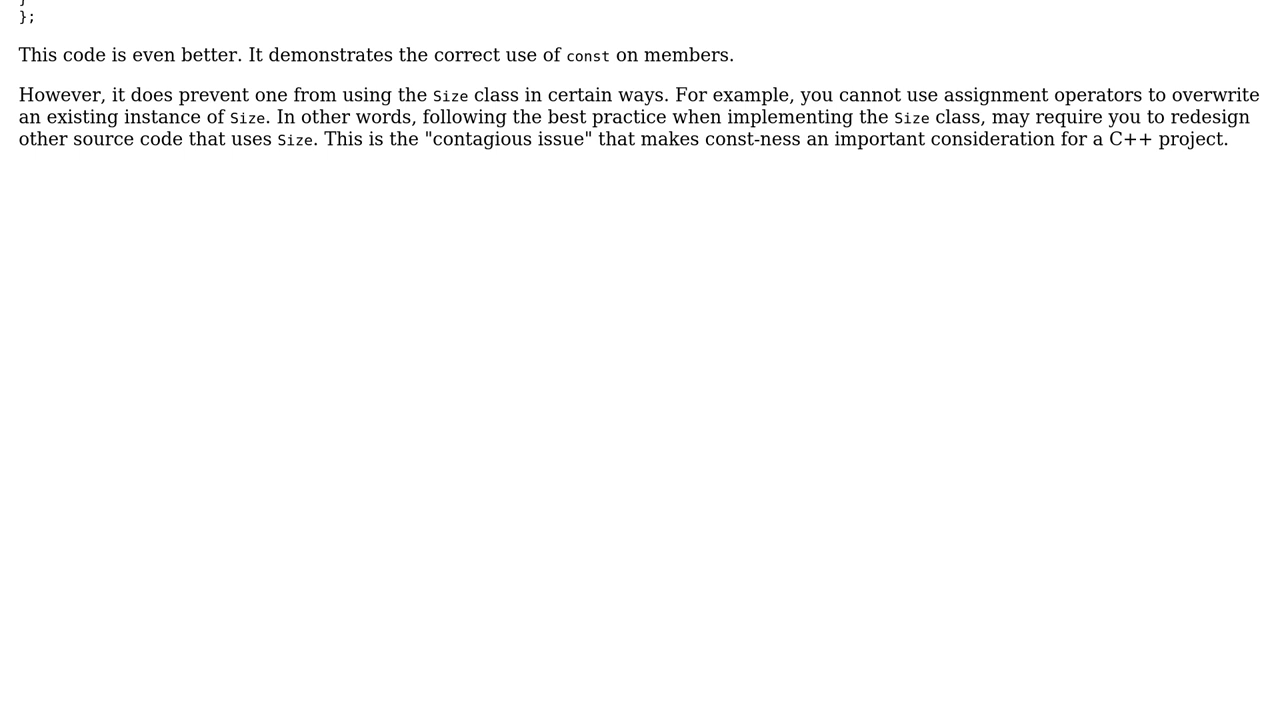 };
This code is even better. It demonstrates the correct use of const on members.
However, it does prevent one from using the Size class in certain ways. For example, you cannot use assignment operators to overwrite
an existing instance of Size. In other words, following the best practice when implementing the Size class, may require you to redesign
other source code that uses Size. This is the "contagious issue" that makes const-ness an important consideration for a C++ project.